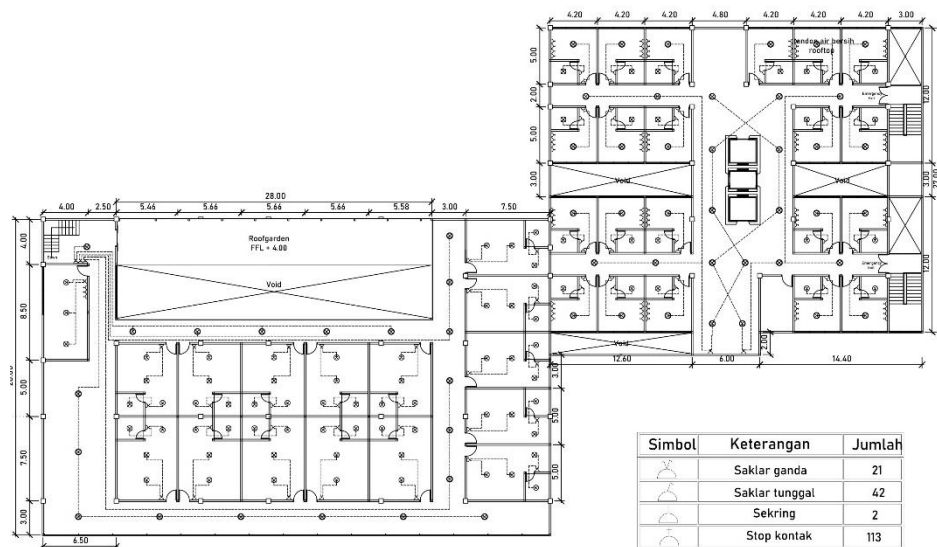 4.20 4.20 4.20 4.80 4.20 4.20 4.20 3.00
tendon air bersih
rooftop
5.00
2.00
5.00
3.00
12.00
3.00
12.00
Void
Void
28.00
4.00 2.50 5.46 5.66 5.66 5.66 5.58 3.00 7.50
4.00
8.50
5.00
7.50
3.00
Roofgarden
FFL + 4.00
Void
Void
2.00
12.60 6.00 14.40
3.00
5.00
5.00
6.50
Simbol Keterangan Jumlah
Saklar ganda 21
Saklar tunggal 42
Sekring 2
Stop kontak 113